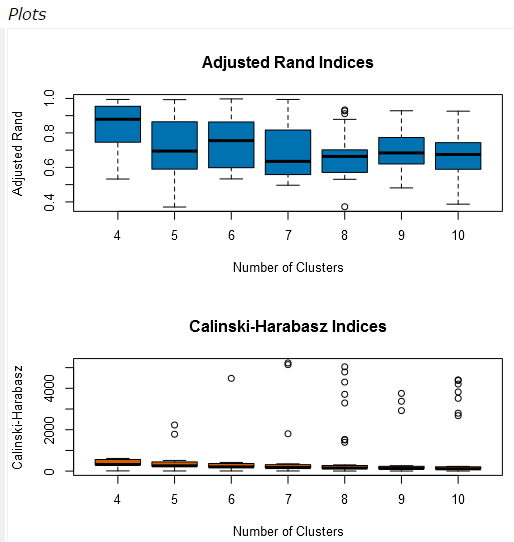 Plots
Adjusted Rand Indices
Adjusted Rand
1.0
0.8
0.6
0.4
4 5 6 7 8 9 10
Number of Clusters
Calinski-Harabasz Indices
Calinski-Harabasz
4000
2000
0
4 5 6 7 8 9 10
Number of Clusters